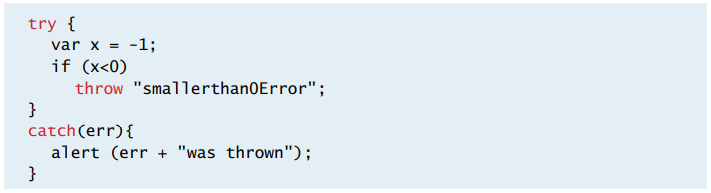 try {
var x = -1;
if (x<0)
throw "smallerthan0Error";
}
catch(err){
alert (err + "was thrown");
}